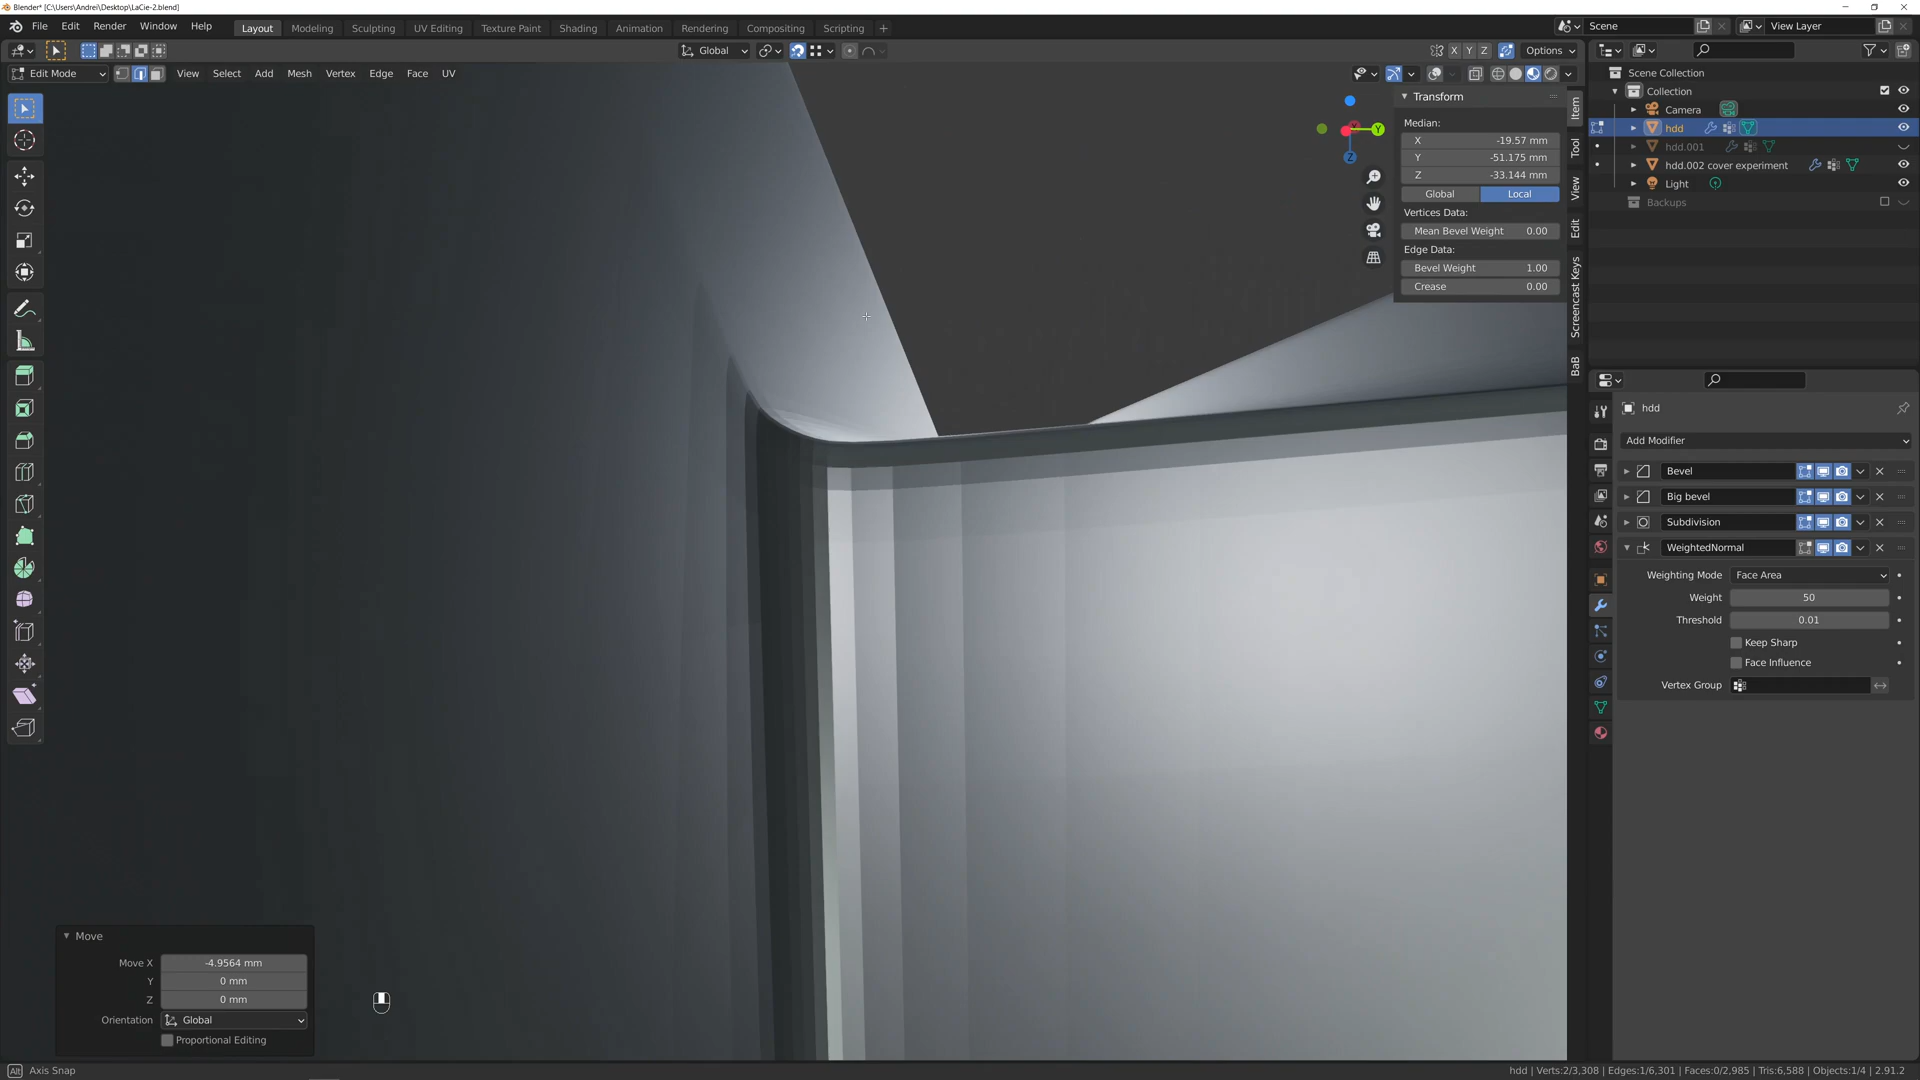 Blender* [C:\Users\Andrei\Desktop\LaCie-2.blend]
File Edit Render Window Help Layout Modeling Sculpting UV Editing Texture Paint Shading Animation Rendering Compositing Scripting + Scene View Layer
Global X Y Z Options
Edit Mode View Select Add Mesh Vertex Edge Face UV
Scene Collection
Collection
Camera
hdd
hdd.001
hdd.002 cover experiment
Light
Backups
Transform
Median:
X -19.57 mm
Y -51.175 mm
Z -33.144 mm
Global Local
Vertices Data:
Mean Bevel Weight 0.00
Edge Data:
Bevel Weight 1.00
Crease 0.00
Item
Tool
View
Edit
Screencast Keys
BaB
Y
Z
hdd
Add Modifier
Bevel
Big bevel
Subdivision
WeightedNormal
Weighting Mode Face Area
Weight 50
Threshold 0.01
Keep Sharp
Face Influence
Vertex Group
Move
Move X -4.9564 mm
Y 0 mm
Z 0 mm
Orientation Global
Proportional Editing
Alt Axis Snap
hdd | Verts:2/3,308 | Edges:1/6,301 | Faces:0/2,985 | Tris:6,588 | Objects:1/4 | 2.91.2